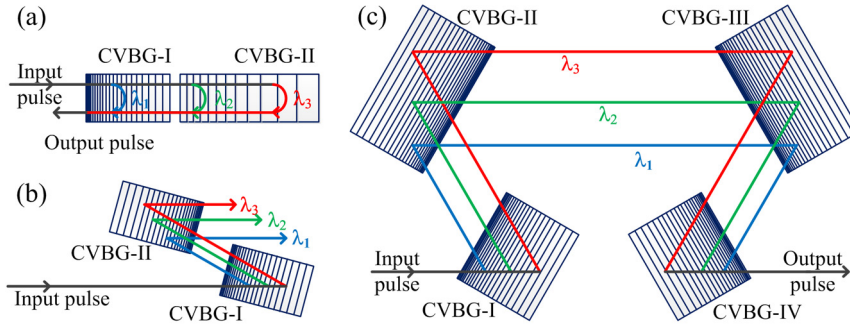 (a)
CVBG-I
CVBG-II
Input
pulse
λ1
λ2
λ3
Output pulse
(b)
λ3
λ2
λ1
CVBG-II
Input pulse
CVBG-I
(c)
CVBG-II
CVBG-III
λ3
λ2
λ1
Input
pulse
Output
pulse
CVBG-I
CVBG-IV